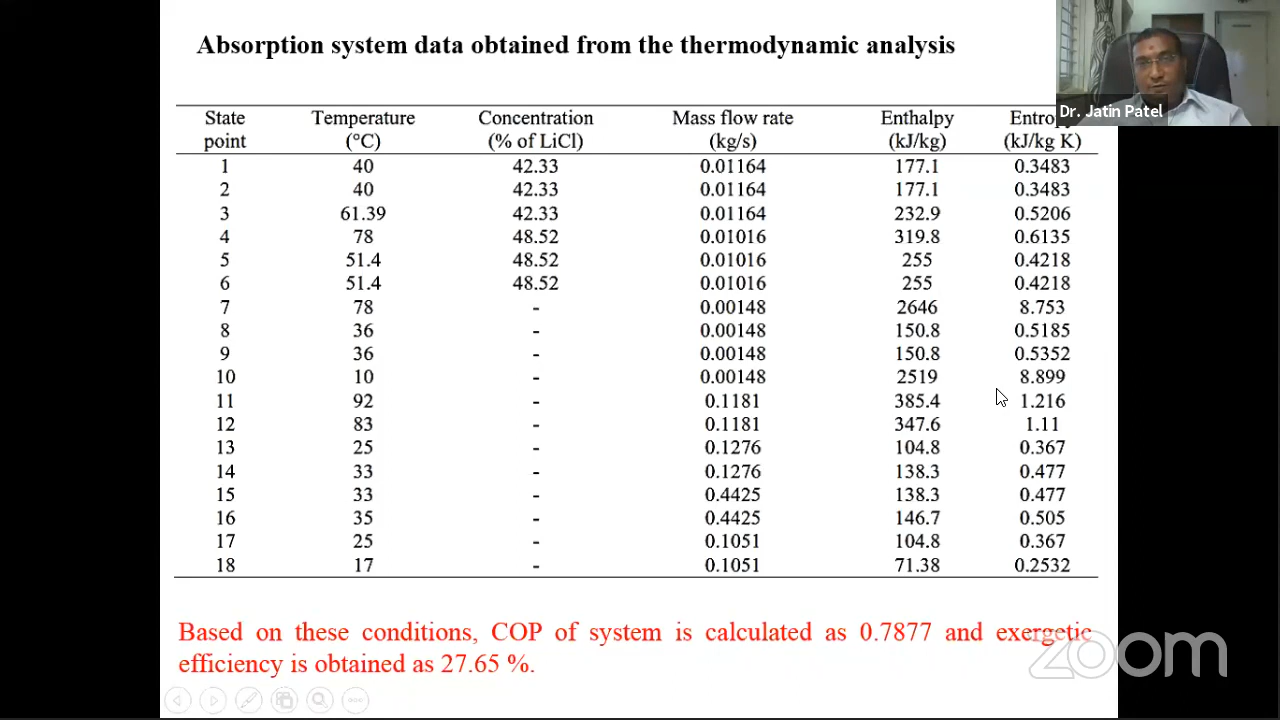 Absorption system data obtained from the thermodynamic analysis
Dr. Jatin Patel
State point Temperature (°C) Concentration (% of LiCl) Mass flow rate (kg/s) Enthalpy (kJ/kg) (kJ/kg K)
1 40 42.33 0.01164 177.1 0.3483
2 40 42.33 0.01164 177.1 0.3483
3 61.39 42.33 0.01164 232.9 0.5206
4 78 48.52 0.01016 319.8 0.6135
5 51.4 48.52 0.01016 255 0.4218
6 51.4 48.52 0.01016 255 0.4218
7 78 - 0.00148 2646 8.753
8 36 - 0.00148 150.8 0.5185
9 36 - 0.00148 150.8 0.5352
10 10 - 0.00148 2519 8.899
11 92 - 0.1181 385.4 1.216
12 83 - 0.1181 347.6 1.11
13 25 - 0.1276 104.8 0.367
14 33 - 0.1276 138.3 0.477
15 33 - 0.4425 138.3 0.477
16 35 - 0.4425 146.7 0.505
17 25 - 0.1051 104.8 0.367
18 17 - 0.1051 71.38 0.2532
Based on these conditions, COP of system is calculated as 0.7877 and exergetic
efficiency is obtained as 27.65 %.
zoom